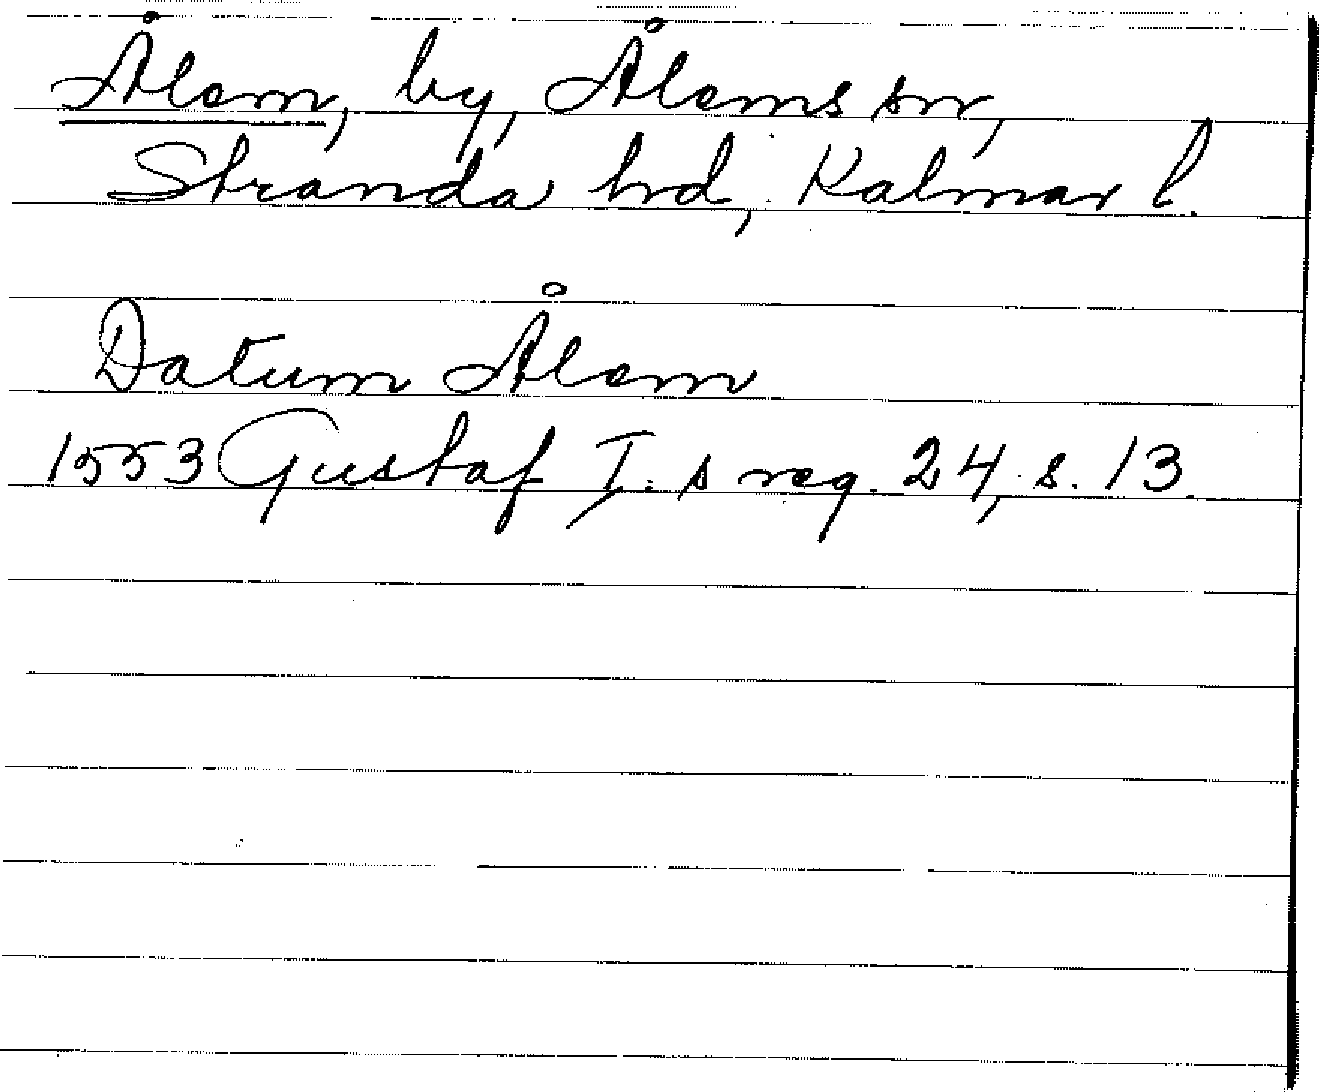 Ålem, by, Ålems sn,
Stranda hd, Kalmar l.
Datum Ålem
1553 Gustaf I:s reg. 24, s. 13.